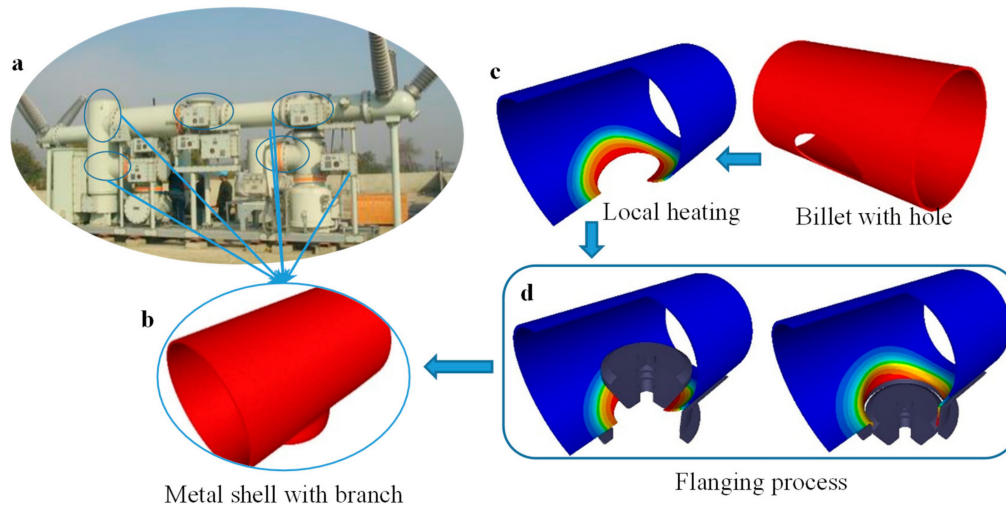 a
c
Local heating
Billet with hole
b
d
Metal shell with branch
Flanging process